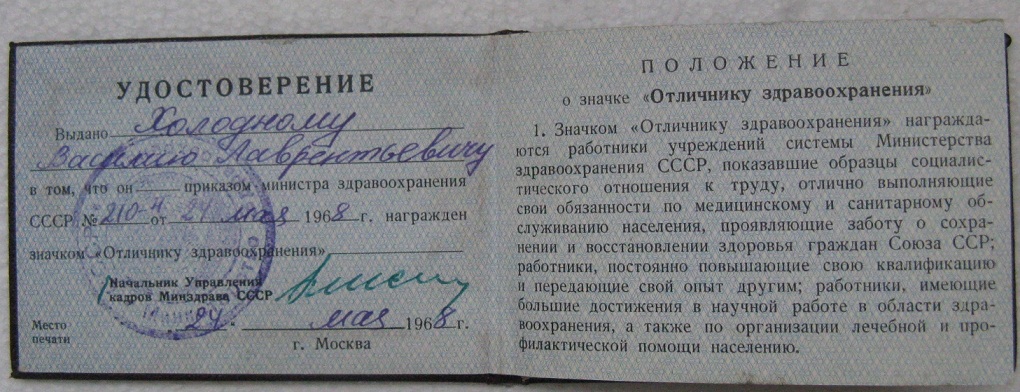 УДОСТОВЕРЕНИЕ
Выдано Холодному
Василию Лаврентьевичу
в том, что он приказом министра здравоохранения
СССР № 210-н от 24 мая 1968 г. награжден
значком «Отличнику здравоохранения»
Начальник Управления
кадров Минздрава СССР
24 мая 1968 г.
Место
печати
г. Москва
ПОЛОЖЕНИЕ
о значке «Отличнику здравоохранения»
1. Значком «Отличнику здравоохранения» награжда-
ются работники учреждений системы Министерства
здравоохранения СССР, показавшие образцы социалис-
тического отношения к труду, отлично выполняющие
свои обязанности по медицинскому и санитарному об-
служиванию населения, проявляющие заботу о сохра-
нении и восстановлении здоровья граждан Союза ССР;
работники, постоянно повышающие свою квалификацию
и передающие свой опыт другим; работники, имеющие
большие достижения в научной работе в области здра-
воохранения, а также по организации лечебной и про-
филактической помощи населению.